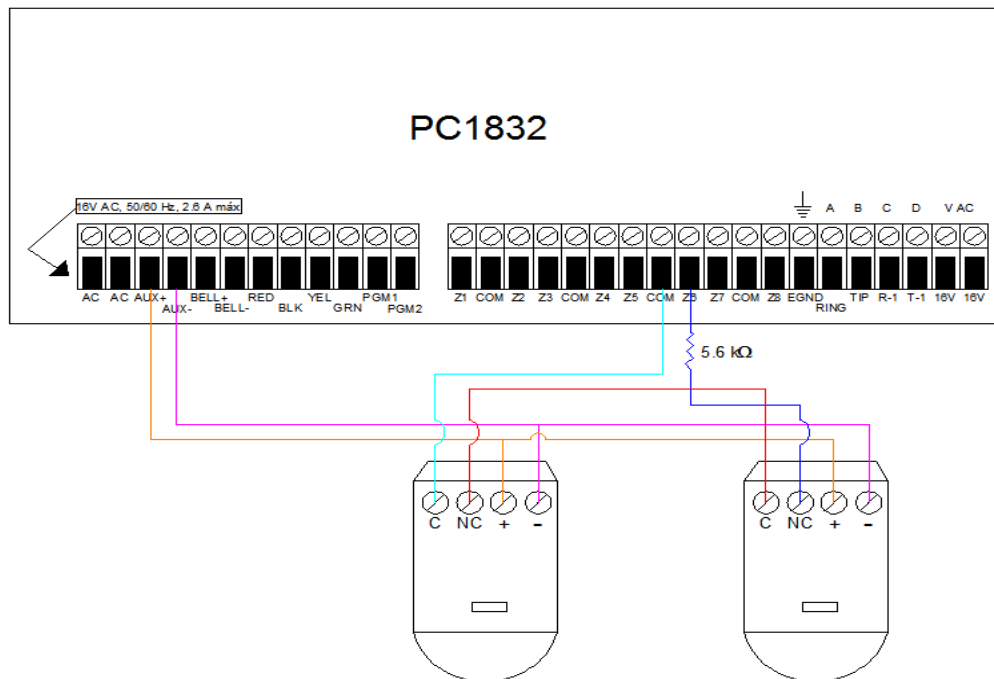 PC1832
16V AC, 50/60 Hz, 2.6 A máx
A B C D V AC
AC AC AUX+ AUX- BELL+ BELL- RED BLK YEL GRN PGM1 PGM2
Z1 COM Z2 Z3 COM Z4 Z5 COM Z6 Z7 COM Z8 EGND RING TIP R-1 T-1 16V 16V
5.6 kΩ
C NC + -
C NC + -